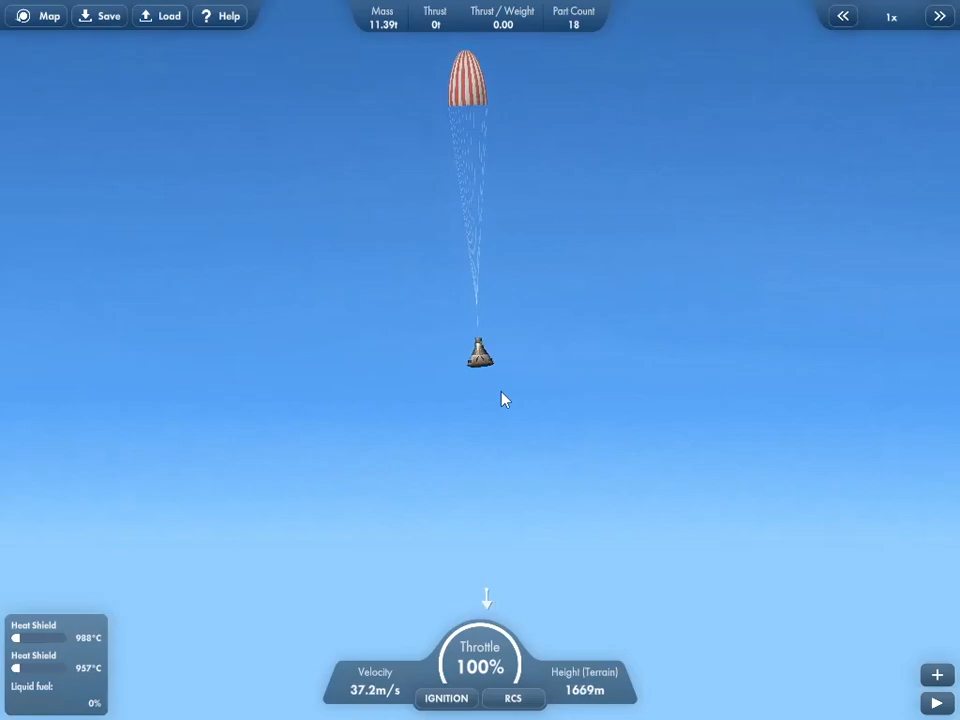 Map
Save
Load
? Help
Mass
11.39t
Thrust
0t
Thrust / Weight
0.00
Part Count
18
1x
Heat Shield
988°C
Heat Shield
957°C
Liquid fuel:
0%
Throttle
100%
Velocity
37.2m/s
IGNITION
RCS
Height (Terrain)
1669m